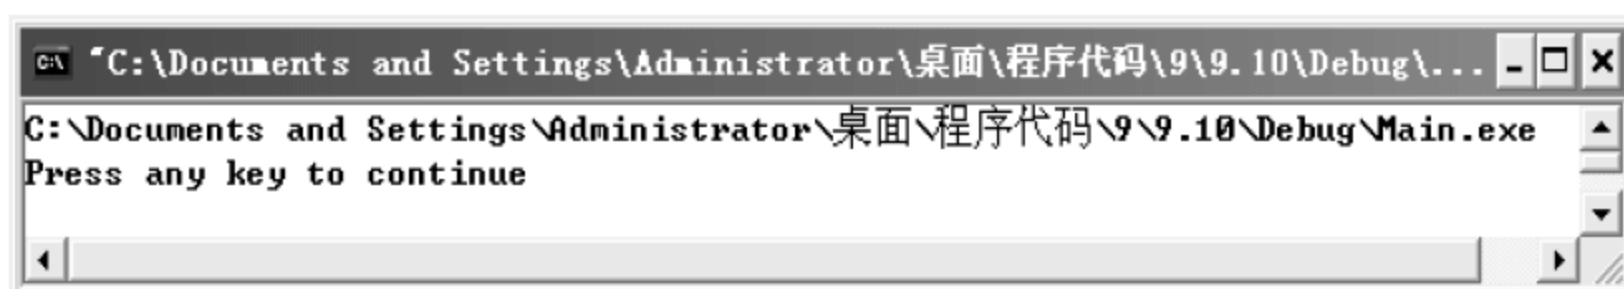 C:\ "C:\Documents and Settings\Administrator\桌面\程序代码\9\9.10\Debug\...
C:\Documents and Settings\Administrator\桌面\程序代码\9\9.10\Debug\Main.exe
Press any key to continue